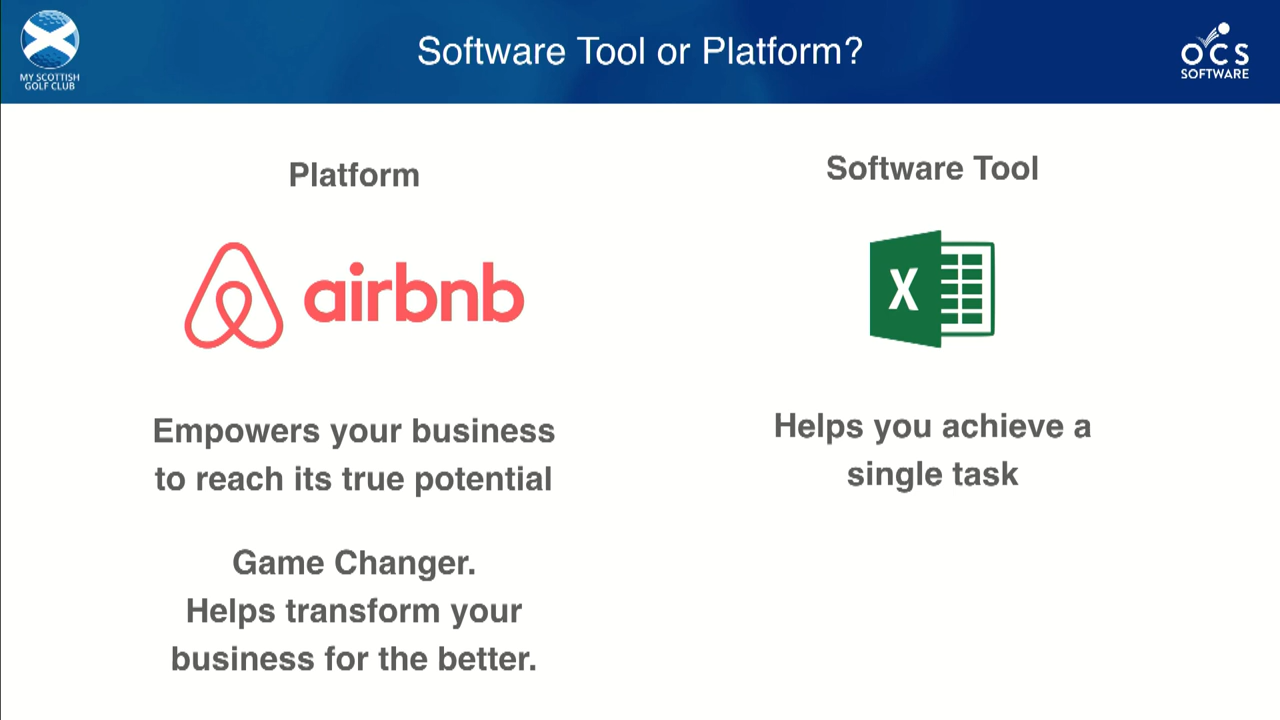 MY SCOTTISH
GOLF CLUB
Software Tool or Platform?
OCS
SOFTWARE
Platform
airbnb
Empowers your business
to reach its true potential
Game Changer.
Helps transform your
business for the better.
Software Tool
X
Helps you achieve a
single task